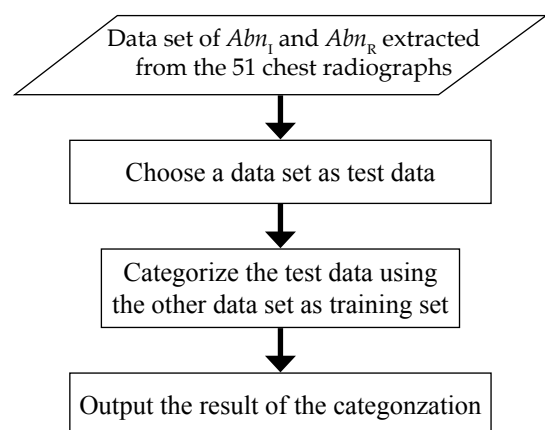 Data set of Abn_I and Abn_R extracted
from the 51 chest radiographs
Choose a data set as test data
Categorize the test data using
the other data set as training set
Output the result of the categonzation